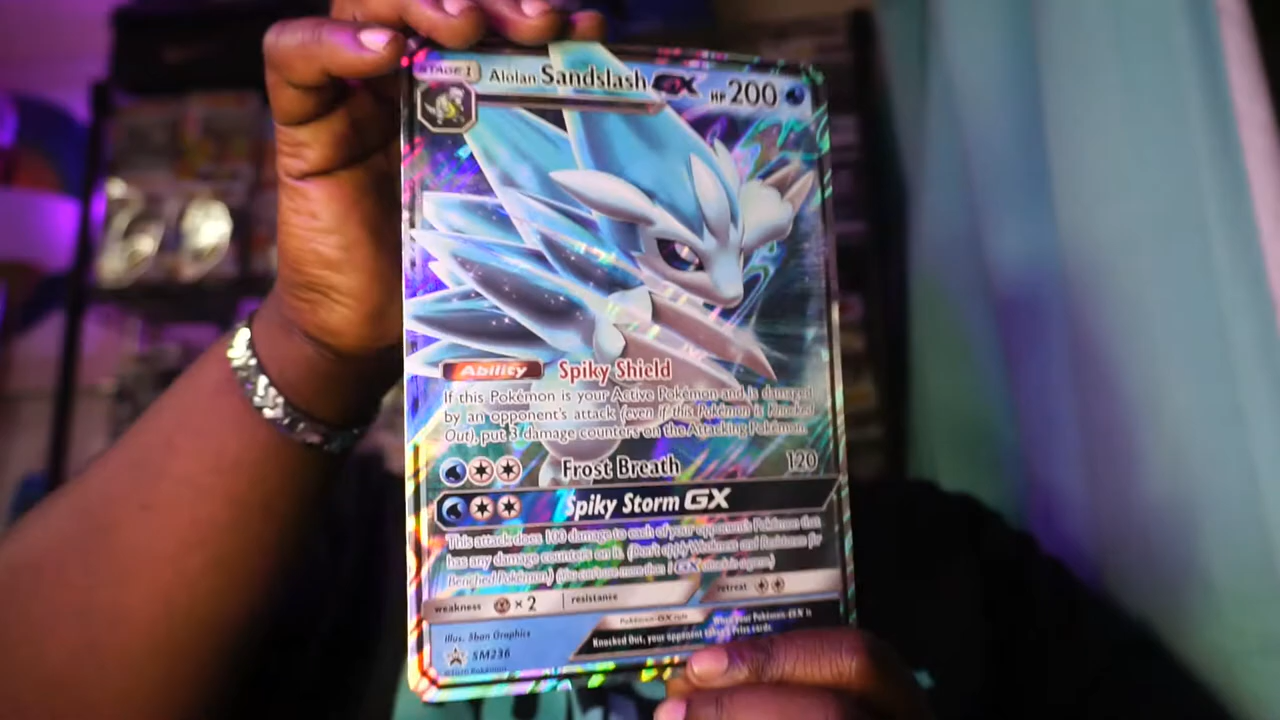 STAGE 1
Alolan Sandslash GX HP 200
Ability Spiky Shield
If this Pokémon is your Active Pokémon and is damaged
by an opponent's attack (even if this Pokémon is Knocked
Out), put 3 damage counters on the Attacking Pokémon.
Frost Breath 120
Spiky Storm GX
This attack does 100 damage to each of your opponent's Pokémon that
has any damage counters on it. (Don't apply Weakness and Resistance for
Benched Pokémon.) (You can't use more than 1 GX attack in a game.)
weakness ×2 resistance retreat
Pokémon-GX rule When your Pokémon-GX is
Knocked Out, your opponent takes 2 Prize cards.
Illus. 5ban Graphics
SM236
©2020 Pokémon